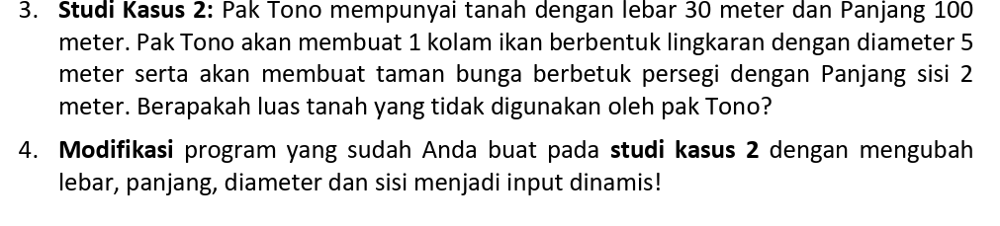 3. Studi Kasus 2: Pak Tono mempunyai tanah dengan lebar 30 meter dan Panjang 100
meter. Pak Tono akan membuat 1 kolam ikan berbentuk lingkaran dengan diameter 5
meter serta akan membuat taman bunga berbetuk persegi dengan Panjang sisi 2
meter. Berapakah luas tanah yang tidak digunakan oleh pak Tono?
4. Modifikasi program yang sudah Anda buat pada studi kasus 2 dengan mengubah
lebar, panjang, diameter dan sisi menjadi input dinamis!